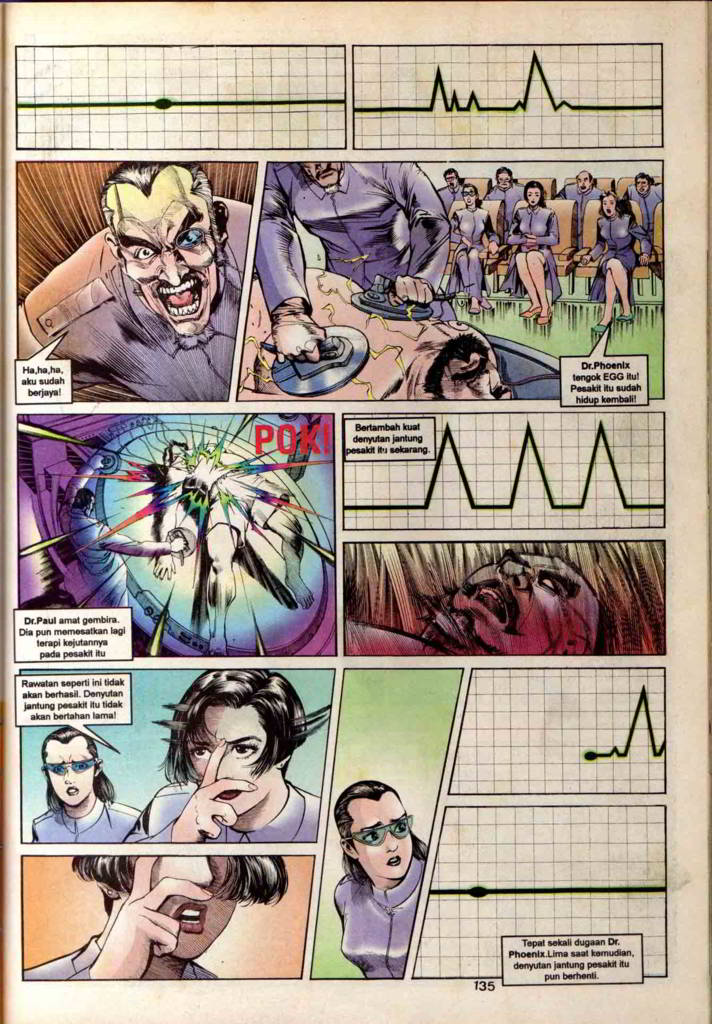 Ha,ha,ha,
aku sudah
berjaya!
Dr.Phoenix
tengok EGG itu!
Pesakit itu sudah
hidup kembali!
POK!
Dr.Paul amat gembira.
Dia pun memesatkan lagi
terapi kejutannya
pada pesakit itu
Bertambah kuat
denyutan jantung
pesakit itu sekarang.
Rawatan seperti ini tidak
akan berhasil. Denyutan
jantung pesakit itu tidak
akan bertahan lama!
Tepat sekali dugaan Dr.
Phoenix.Lima saat kemudian,
denyutan jantung pesakit itu
pun berhenti.
135